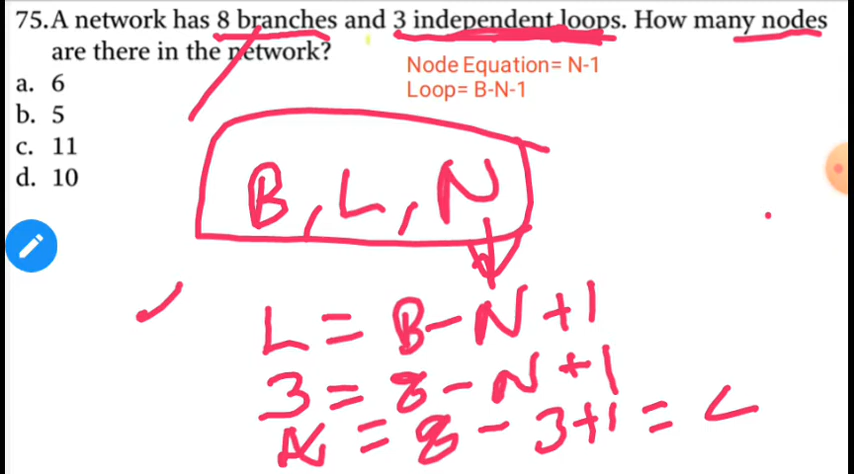 75.A network has 8 branches and 3 independent loops. How many nodes
are there in the network?
Node Equation= N-1
Loop= B-N-1
a. 6
b. 5
c. 11
d. 10
B, L, N
L = B-N+1
3 = 8-N+1
N = 8-3+1 =